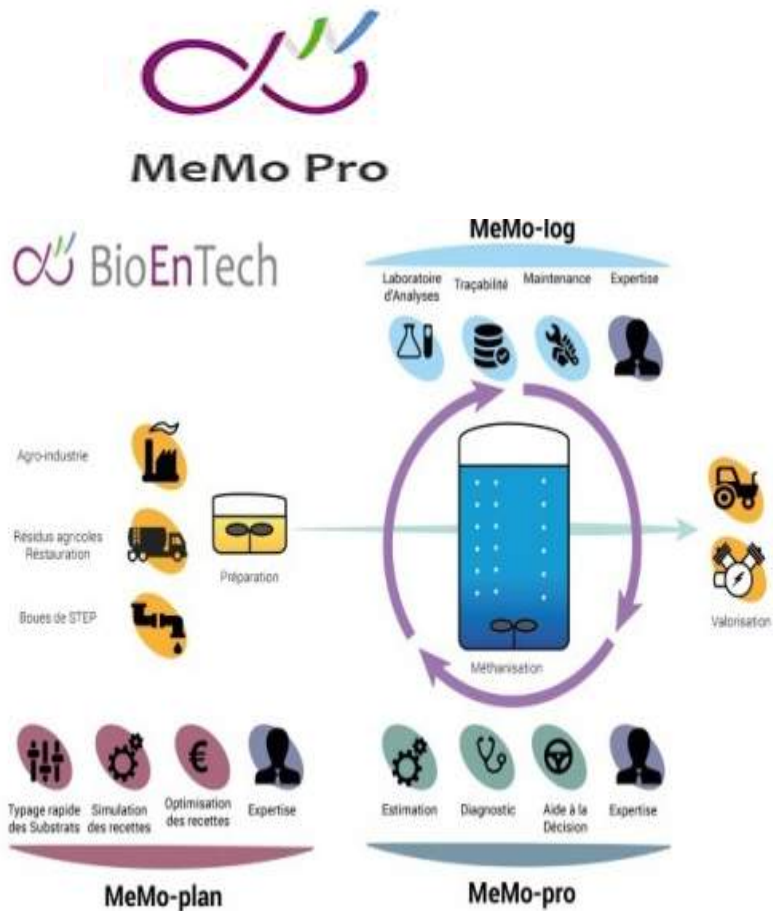 MeMo Pro
BioEnTech
MeMo-log
Laboratoire
d'Analyses
Traçabilité
Maintenance
Expertise
Agro-industrie
Résidus agricoles
Réstauration
Boues de STEP
Préparation
Méthanisation
Valorisation
Typage rapide
des Substrats
Simulation
des recettes
Optimisation
des recettes
Expertise
MeMo-plan
Estimation
Diagnostic
Aide à la
Décision
Expertise
MeMo-pro